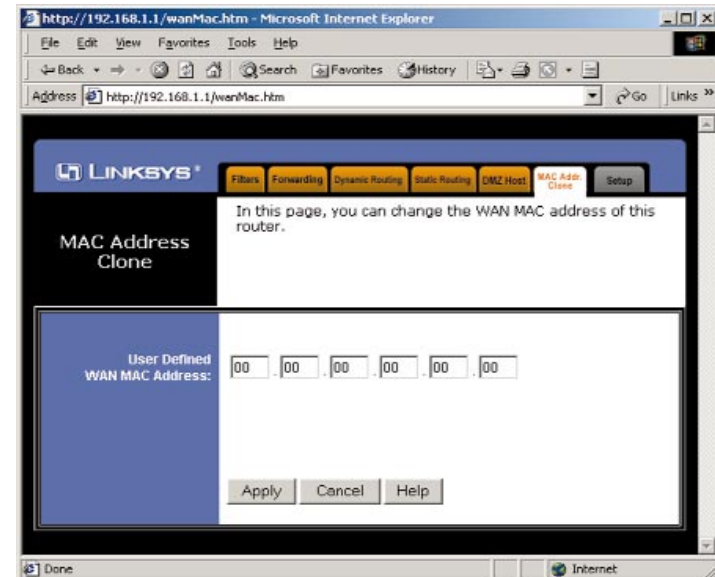 http://192.168.1.1/wanMac.htm - Microsoft Internet Explorer
File Edit View Favorites Tools Help
Back Search Favorites History
Address http://192.168.1.1/wanMac.htm Go Links »
LINKSYS®
Filters Forwarding Dynamic Routing Static Routing DMZ Host MAC Addr. Clone Setup
MAC Address
Clone
In this page, you can change the WAN MAC address of this
router.
User Defined
WAN MAC Address:
00 . 00 . 00 . 00 . 00 . 00
Apply Cancel Help
Done Internet